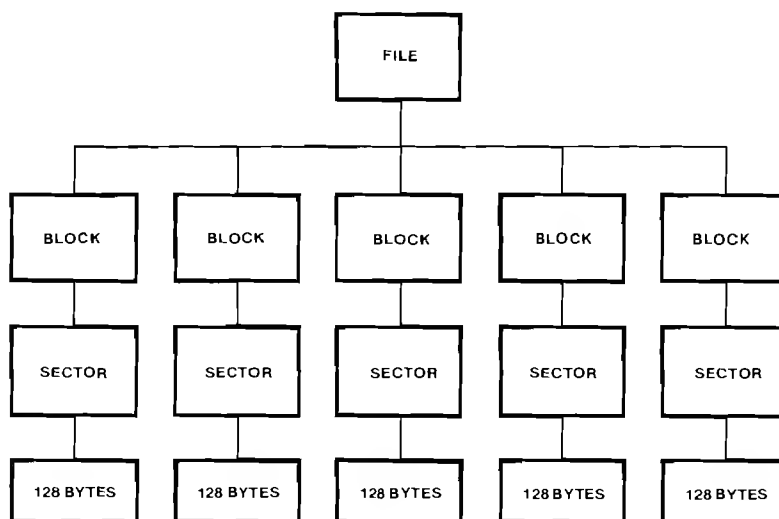 FILE
BLOCK BLOCK BLOCK BLOCK BLOCK
SECTOR SECTOR SECTOR SECTOR SECTOR
128 BYTES 128 BYTES 128 BYTES 128 BYTES 128 BYTES